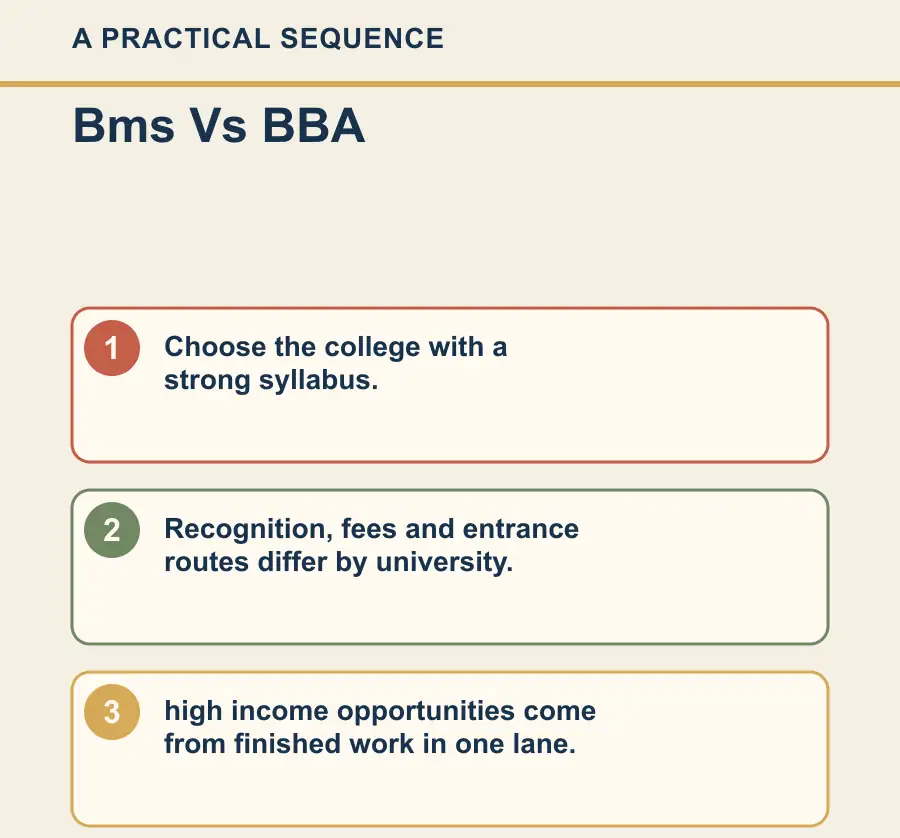 A PRACTICAL SEQUENCE
Bms Vs BBA
1
Choose the college with a
strong syllabus.
2
Recognition, fees and entrance
routes differ by university.
3
high income opportunities come
from finished work in one lane.